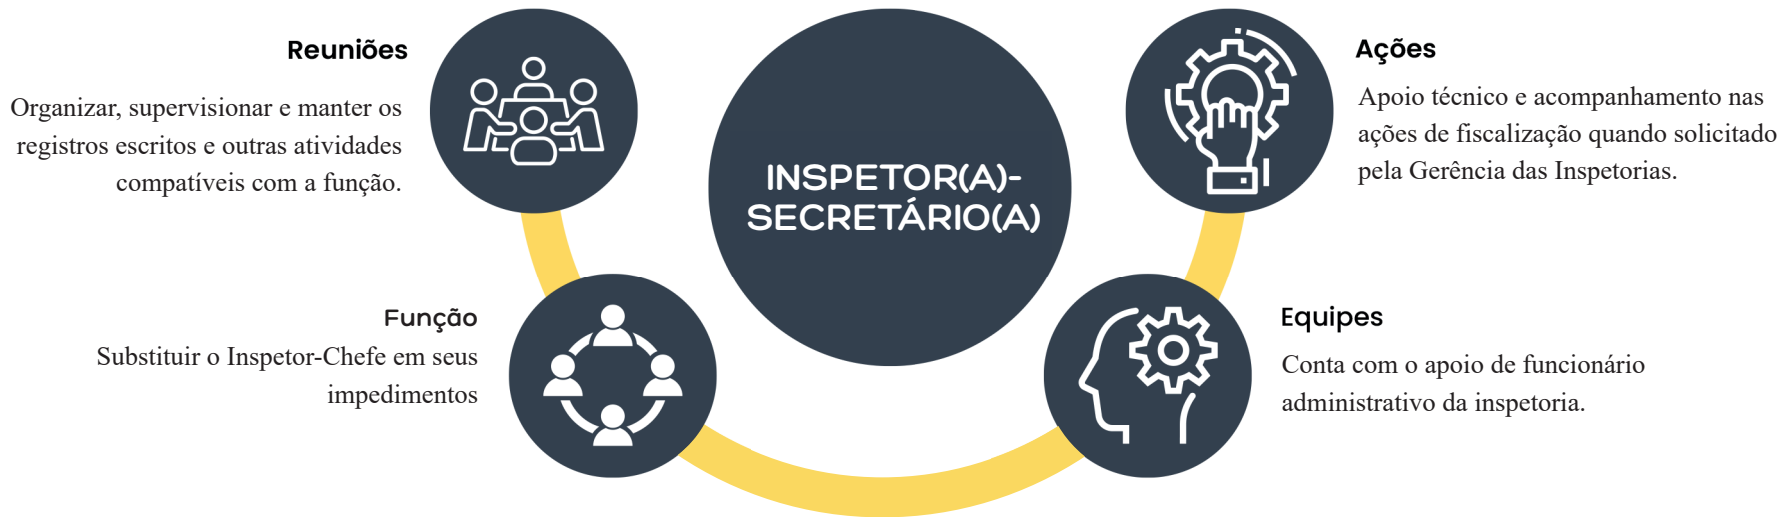 Reuniões
Organizar, supervisionar e manter os
registros escritos e outras atividades
compatíveis com a função.
Função
Substituir o Inspetor-Chefe em seus
impedimentos
INSPETOR(A)-
SECRETÁRIO(A)
Ações
Apoio técnico e acompanhamento nas
ações de fiscalização quando solicitado
pela Gerência das Inspetorias.
Equipes
Conta com o apoio de funcionário
administrativo da inspetoria.